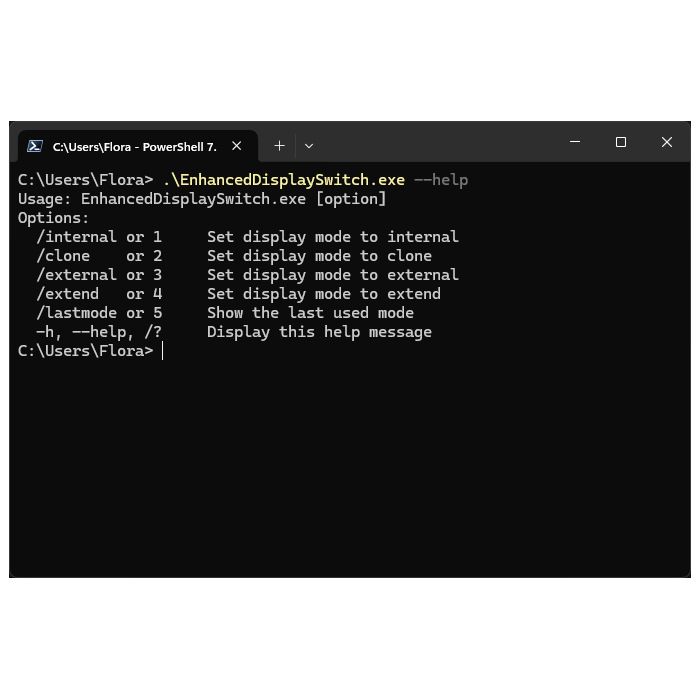 C:\Users\Flora - PowerShell 7.
C:\Users\Flora> .\EnhancedDisplaySwitch.exe --help
Usage: EnhancedDisplaySwitch.exe [option]
Options:
  /internal or 1     Set display mode to internal
  /clone    or 2     Set display mode to clone
  /external or 3     Set display mode to external
  /extend   or 4     Set display mode to extend
  /lastmode or 5     Show the last used mode
  -h, --help, /?     Display this help message
C:\Users\Flora>